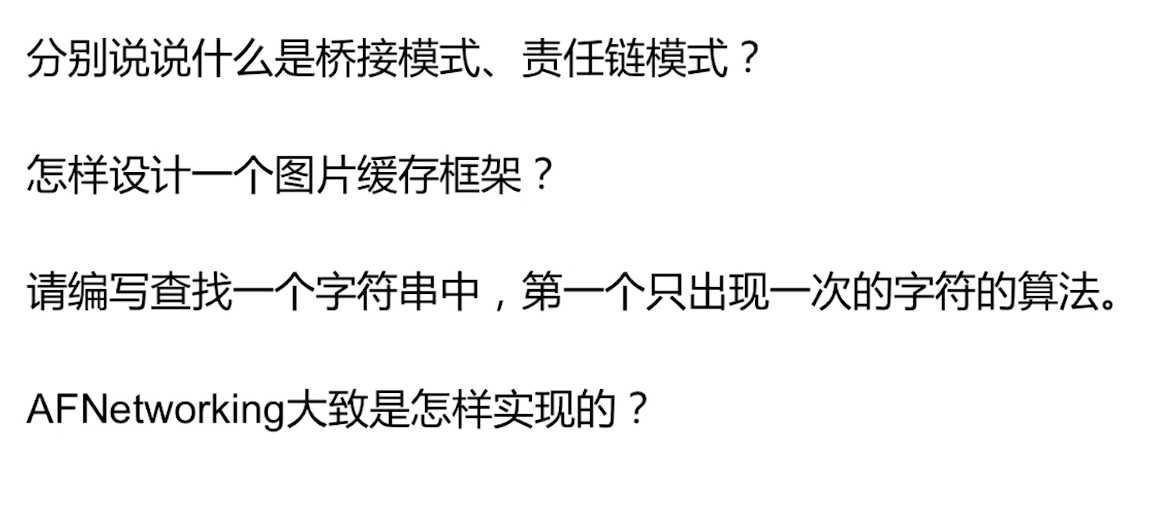 分别说说什么是桥接模式、责任链模式？
怎样设计一个图片缓存框架？
请编写查找一个字符串中，第一个只出现一次的字符的算法。
AFNetworking大致是怎样实现的？